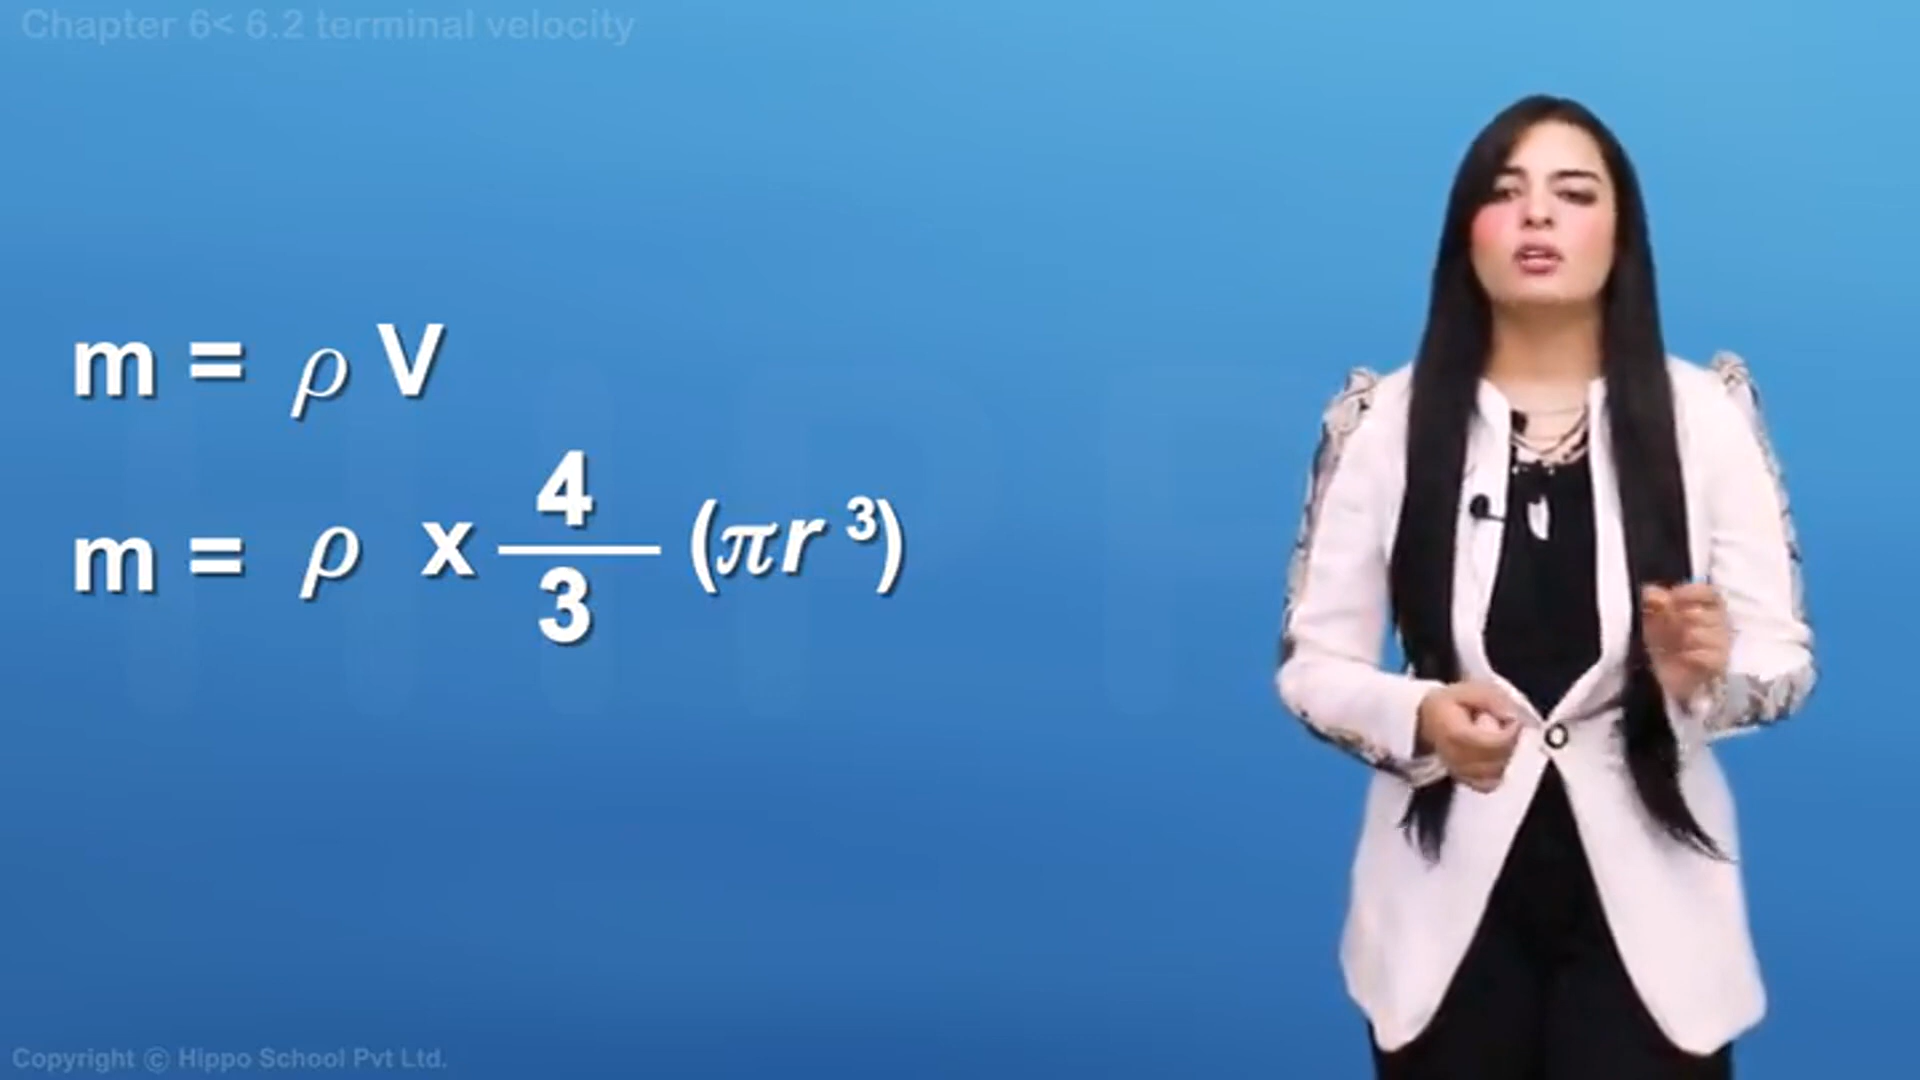 Chapter 6< 6.2 terminal velocity
m = ρ V
m = ρ x 4/3 (πr³)
Copyright © Hippo School Pvt Ltd.